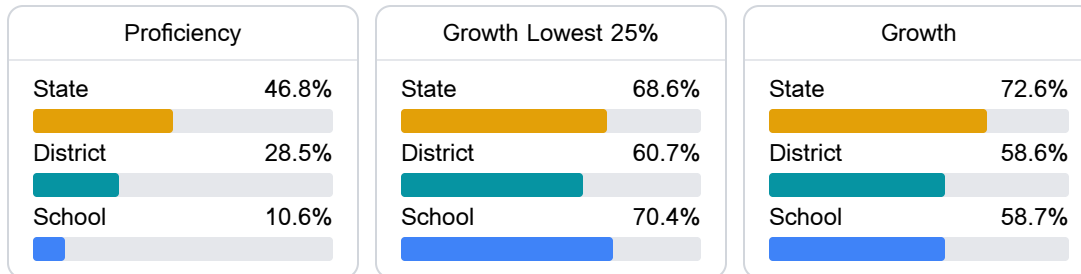 Proficiency
State 46.8%
District 28.5%
School 10.6%
Growth Lowest 25%
State 68.6%
District 60.7%
School 70.4%
Growth
State 72.6%
District 58.6%
School 58.7%